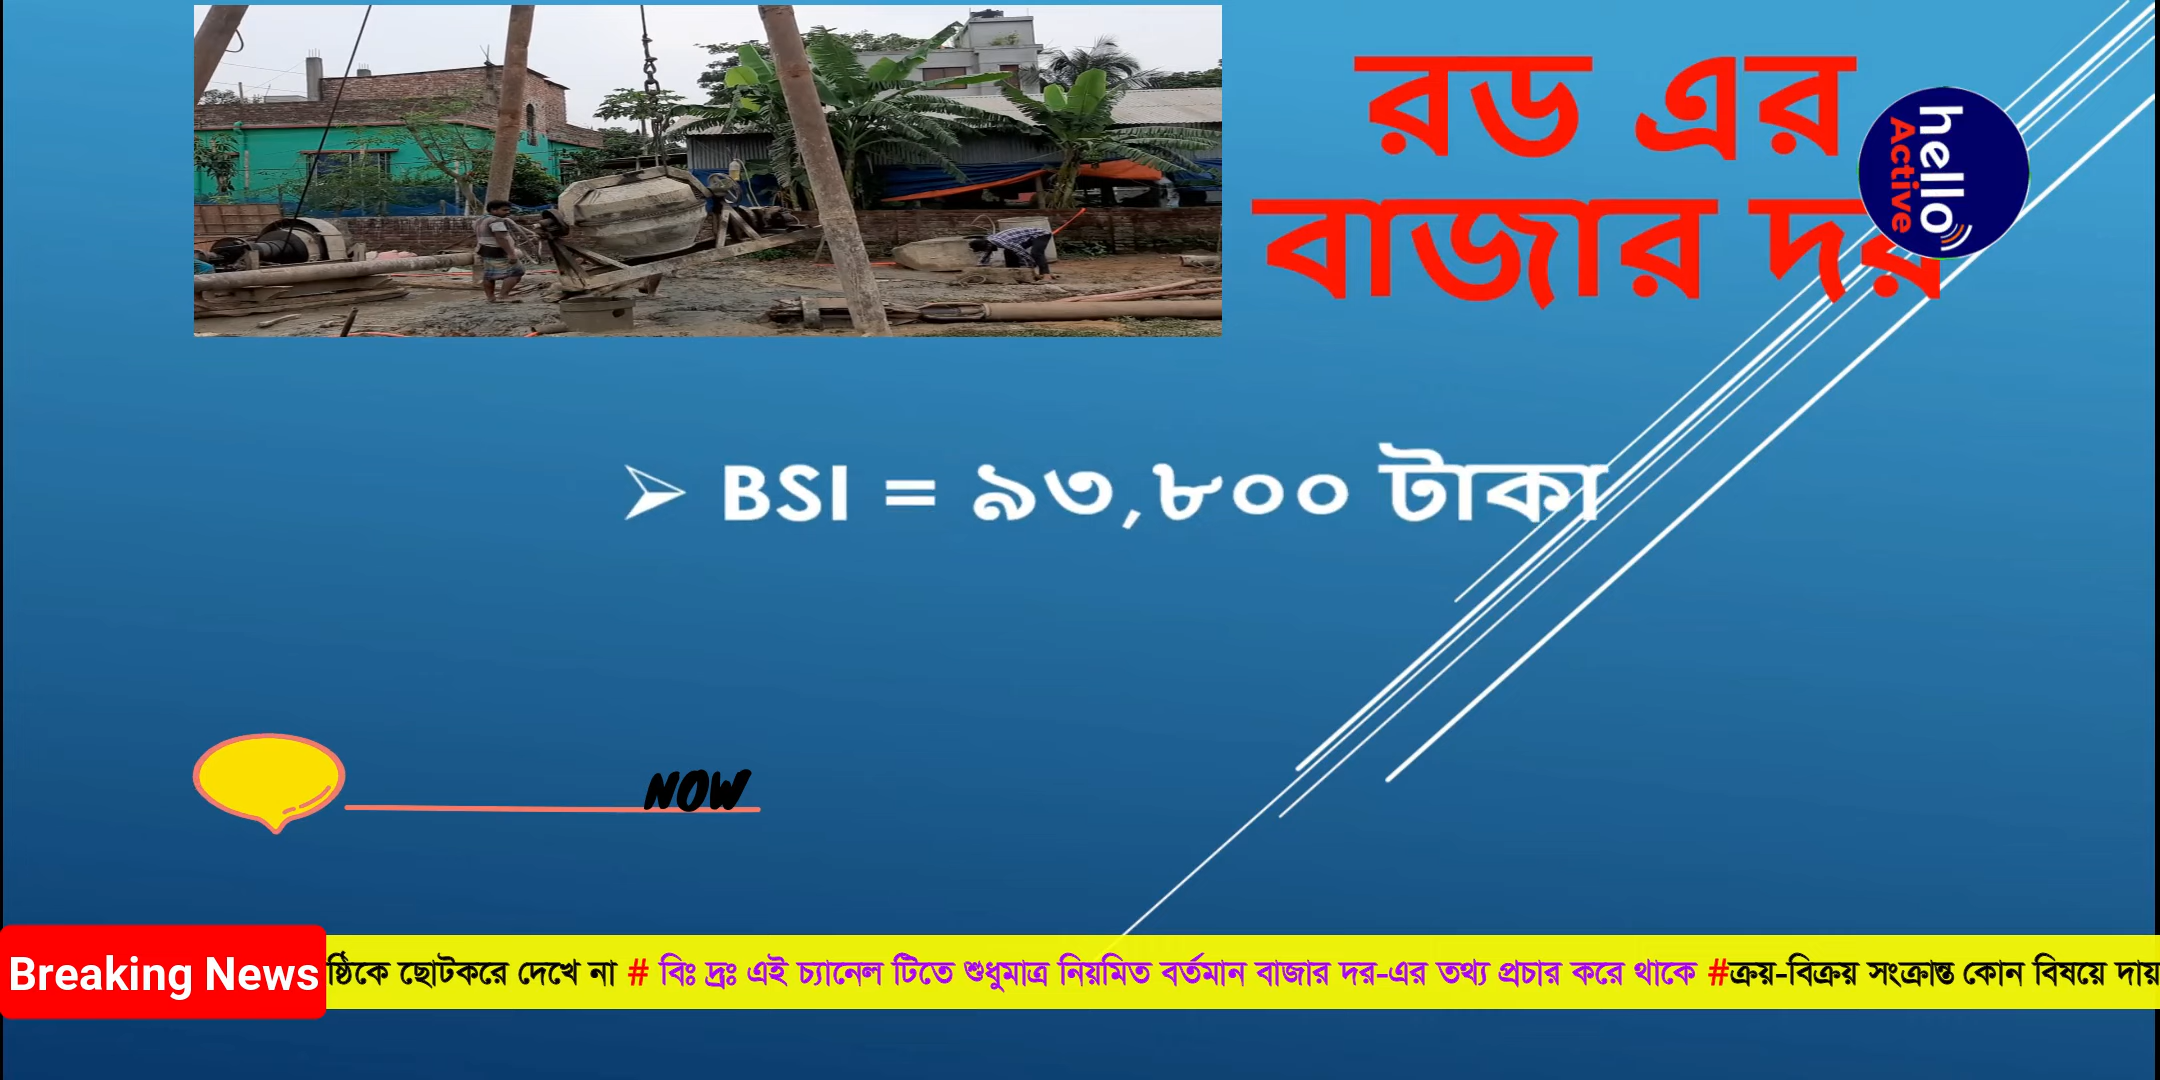 রড এর
বাজার দর
hello
Active
BSI = ৯৩,৮০০ টাকা
NOW
Breaking News
ষ্ঠিকে ছোটকরে দেখে না # বিঃ দ্রঃ এই চ্যানেল টিতে শুধুমাত্র নিয়মিত বর্তমান বাজার দর-এর তথ্য প্রচার করে থাকে #ক্রয়-বিক্রয় সংক্রান্ত কোন বিষয়ে দায়